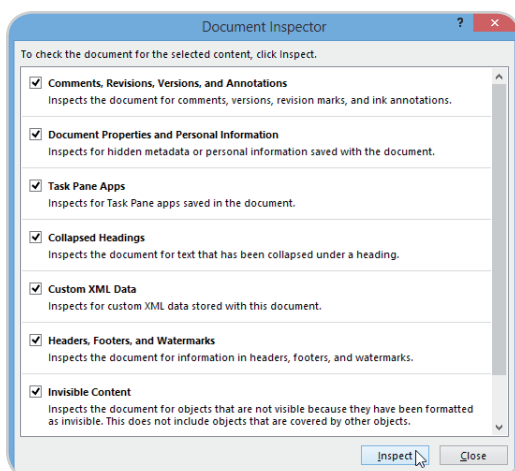 Document Inspector
?
To check the document for the selected content, click Inspect.
Comments, Revisions, Versions, and Annotations
Inspects the document for comments, versions, revision marks, and ink annotations.
Document Properties and Personal Information
Inspects for hidden metadata or personal information saved with the document.
Task Pane Apps
Inspects for Task Pane apps saved in the document.
Collapsed Headings
Inspects the document for text that has been collapsed under a heading.
Custom XML Data
Inspects for custom XML data stored with this document.
Headers, Footers, and Watermarks
Inspects the document for information in headers, footers, and watermarks.
Invisible Content
Inspects the document for objects that are not visible because they have been formatted
as invisible. This does not include objects that are covered by other objects.
Inspect
Close